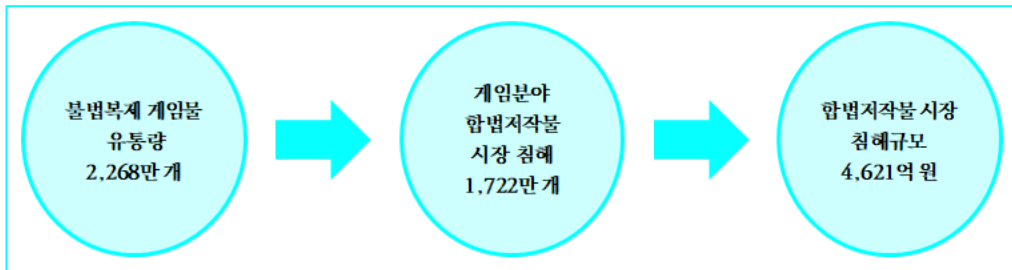 불법복제 게임물
유통량
2,268만 개
게임분야
합법저작물
시장 침해
1,722만 개
합법저작물 시장
침해규모
4,621억 원